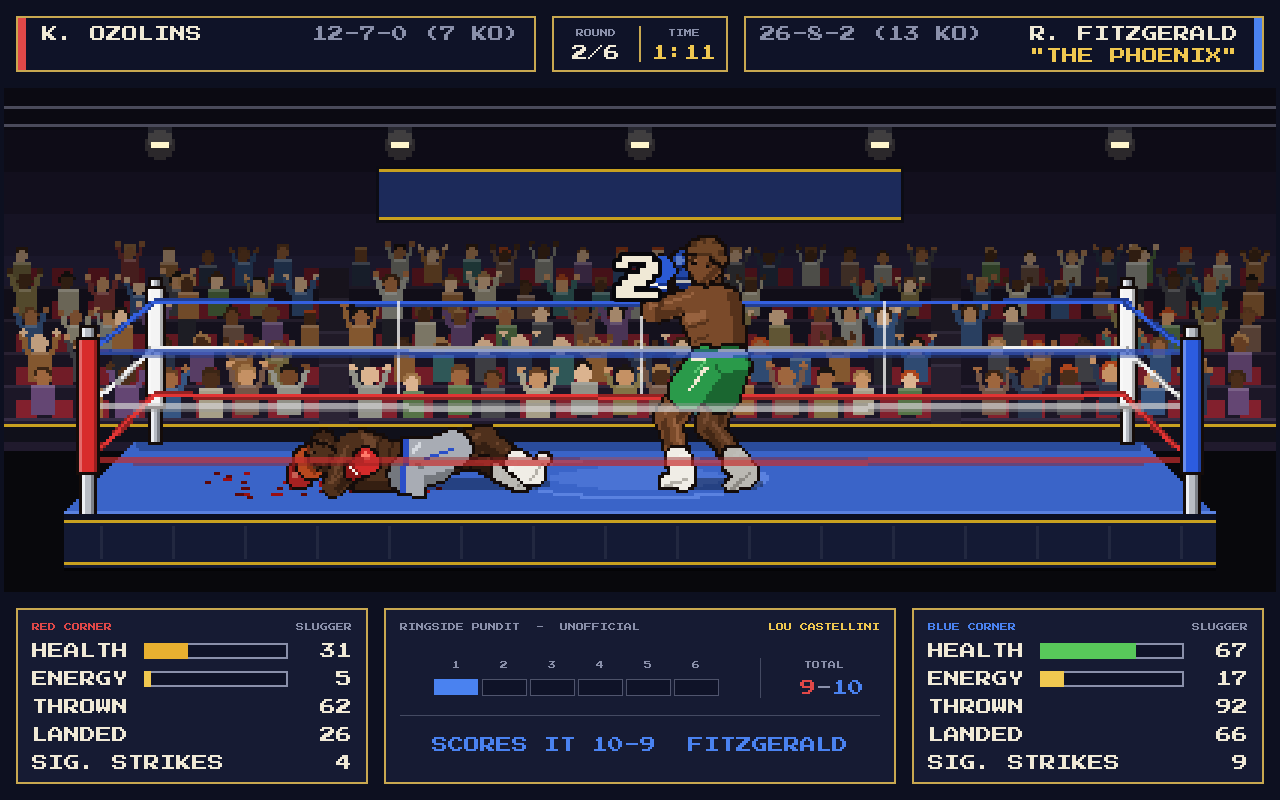 K. OZOLINS 12-7-0 (7 KO)
ROUND
2/6
TIME
1:11
26-8-2 (13 KO) R. FITZGERALD
"THE PHOENIX"
2
RED CORNER SLUGGER
HEALTH 31
ENERGY 5
THROWN 62
LANDED 26
SIG. STRIKES 4
RINGSIDE PUNDIT - UNOFFICIAL LOU CASTELLINI
1 2 3 4 5 6
TOTAL
9-10
SCORES IT 10-9 FITZGERALD
BLUE CORNER SLUGGER
HEALTH 67
ENERGY 17
THROWN 92
LANDED 66
SIG. STRIKES 9